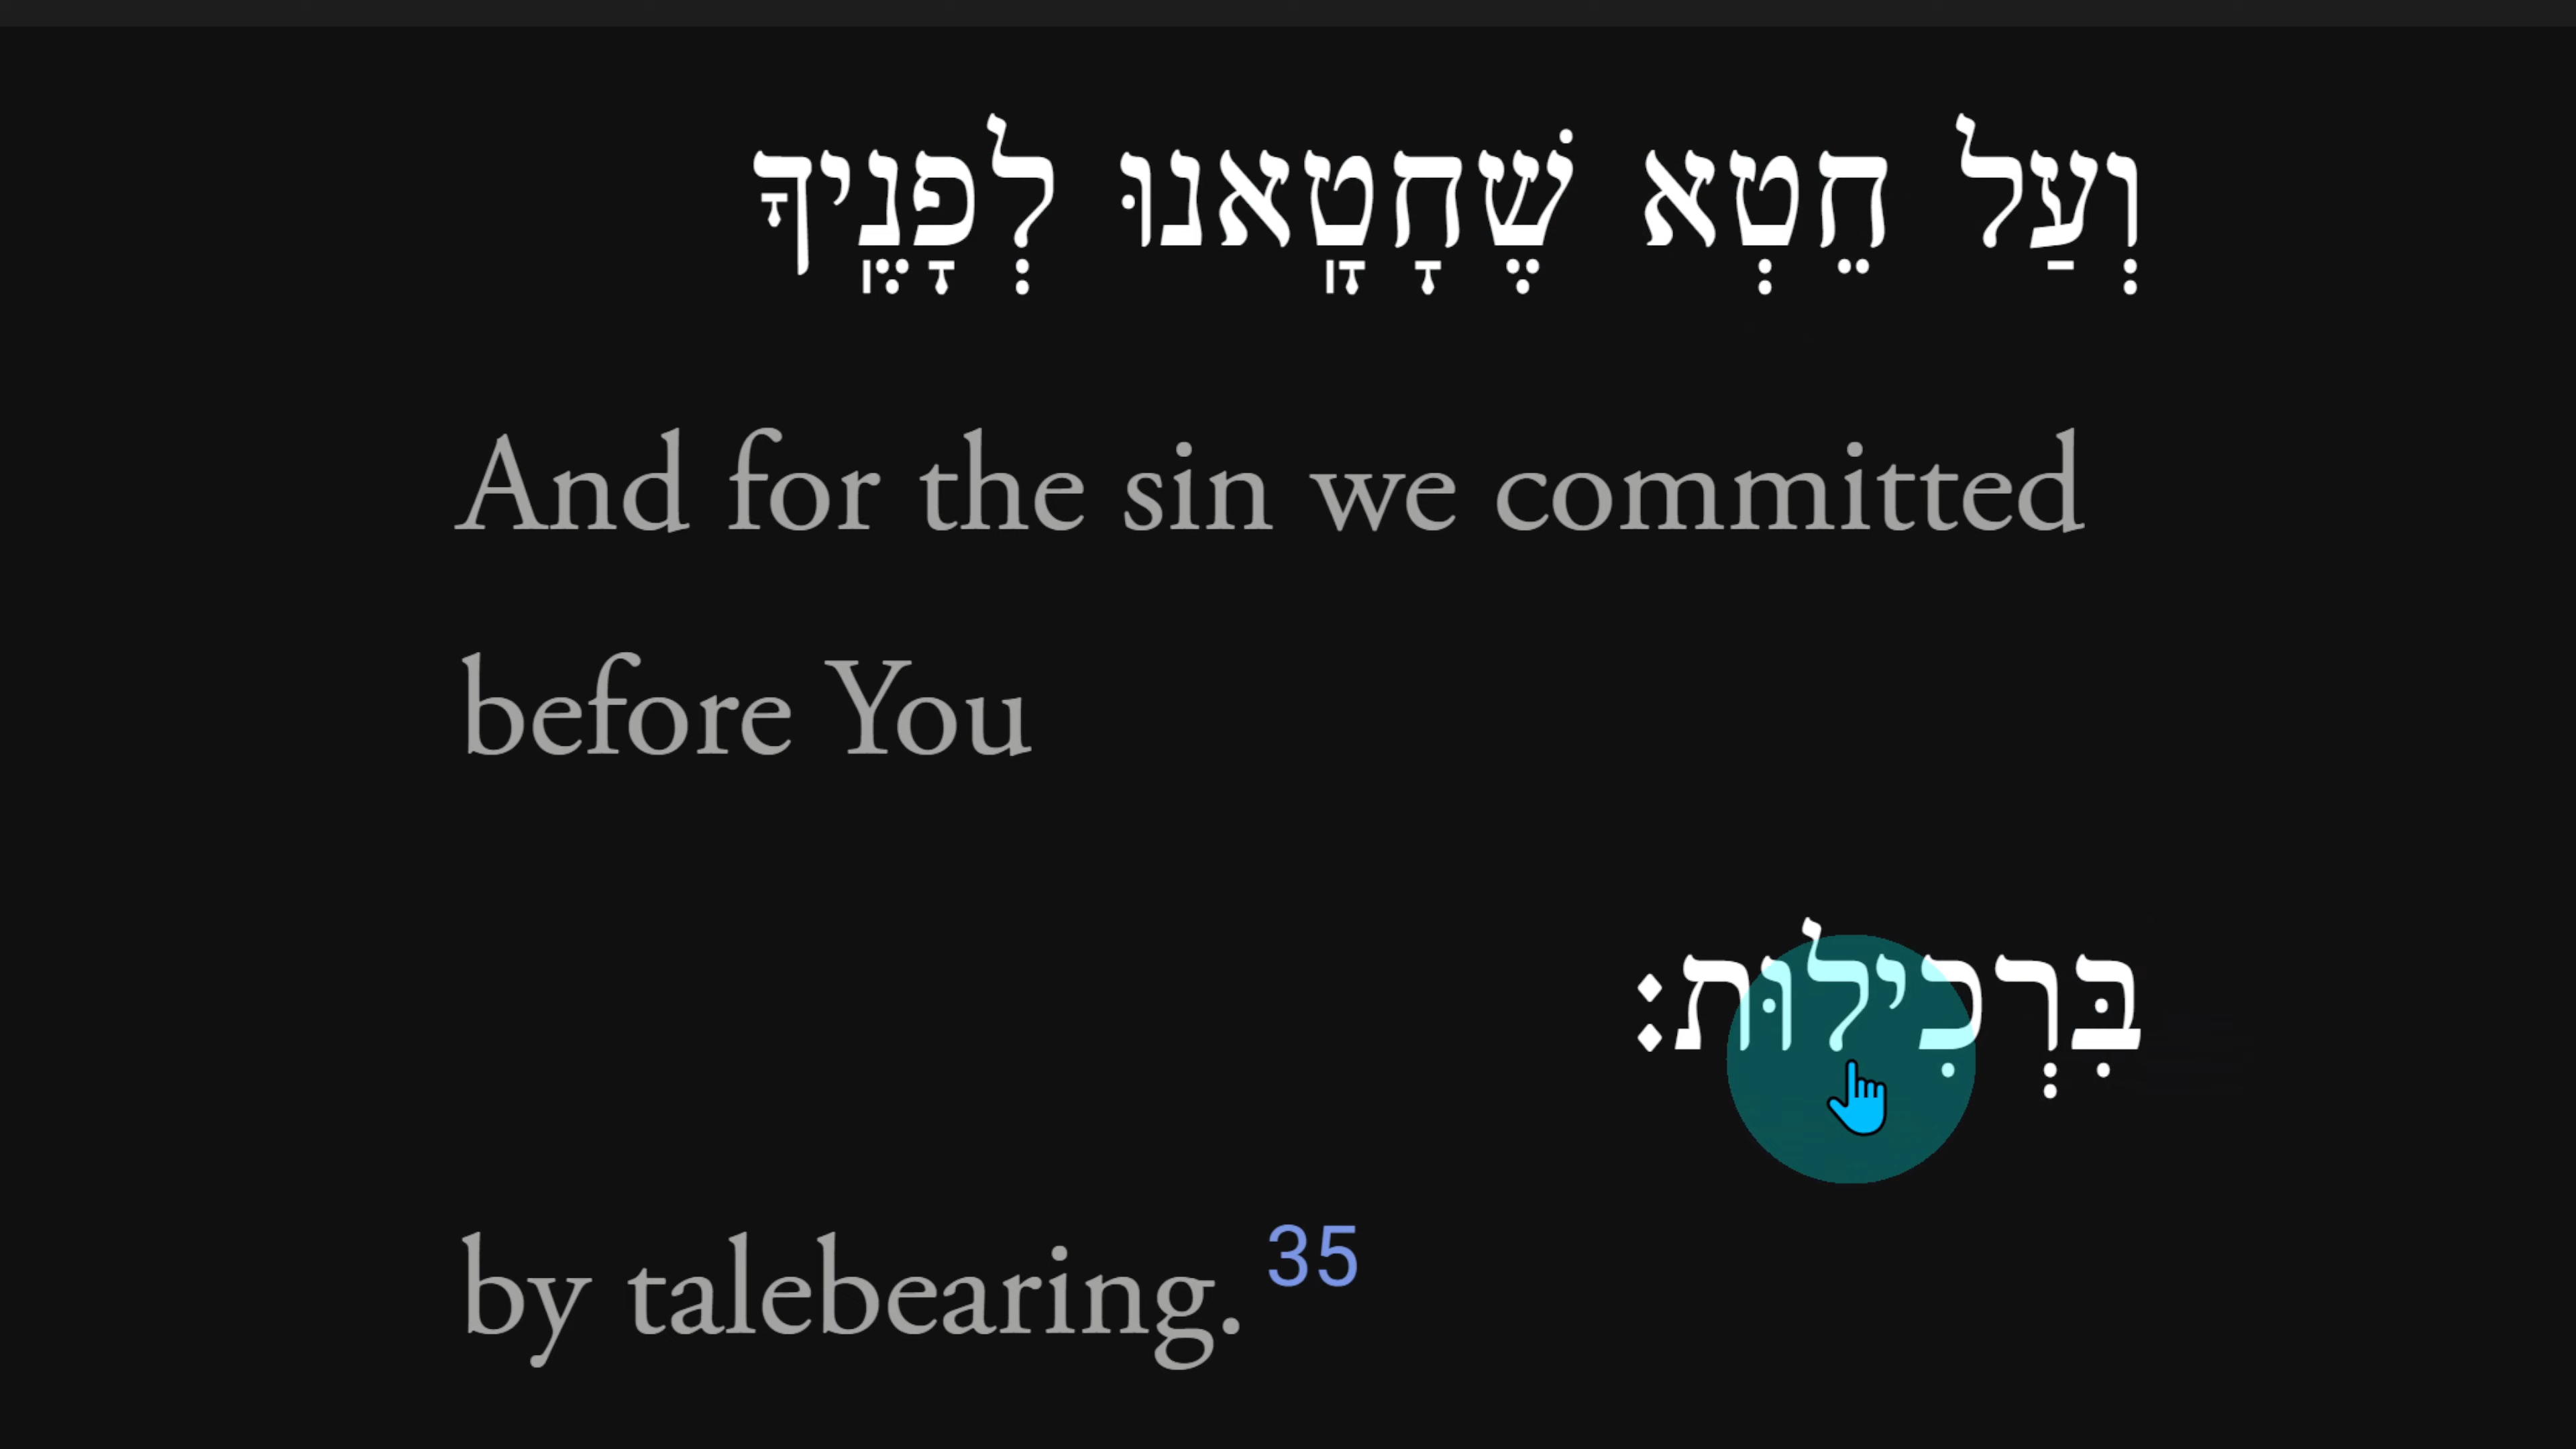 וְעַל חֵטְא שֶׁחָטָֽאנוּ לְפָנֶֽיךָ
And for the sin we committed
before You
בִּרְכִילוּת:
by talebearing.35